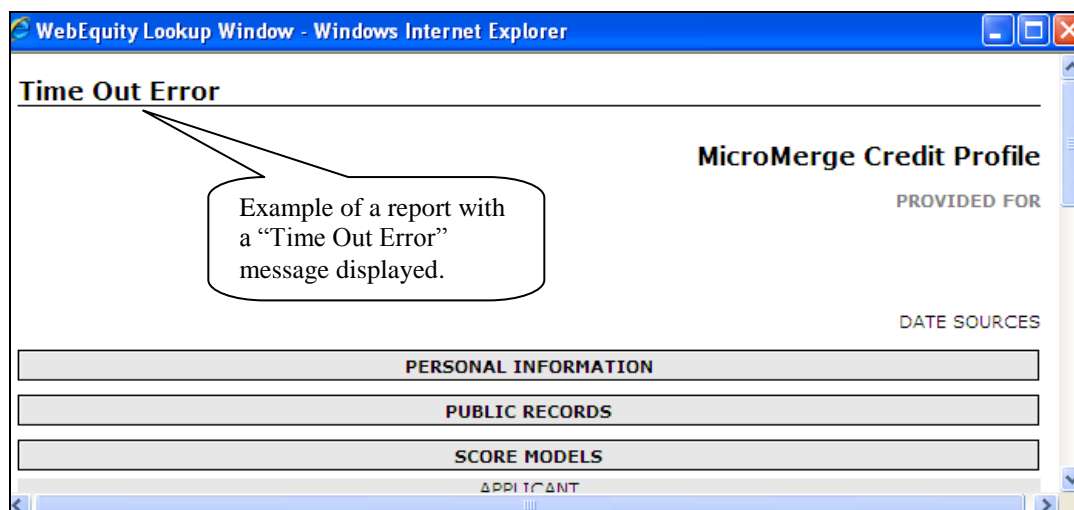 WebEquity Lookup Window - Windows Internet Explorer
Time Out Error
MicroMerge Credit Profile
PROVIDED FOR
Example of a report with
a “Time Out Error”
message displayed.
DATE SOURCES
PERSONAL INFORMATION
PUBLIC RECORDS
SCORE MODELS
APPLICANT